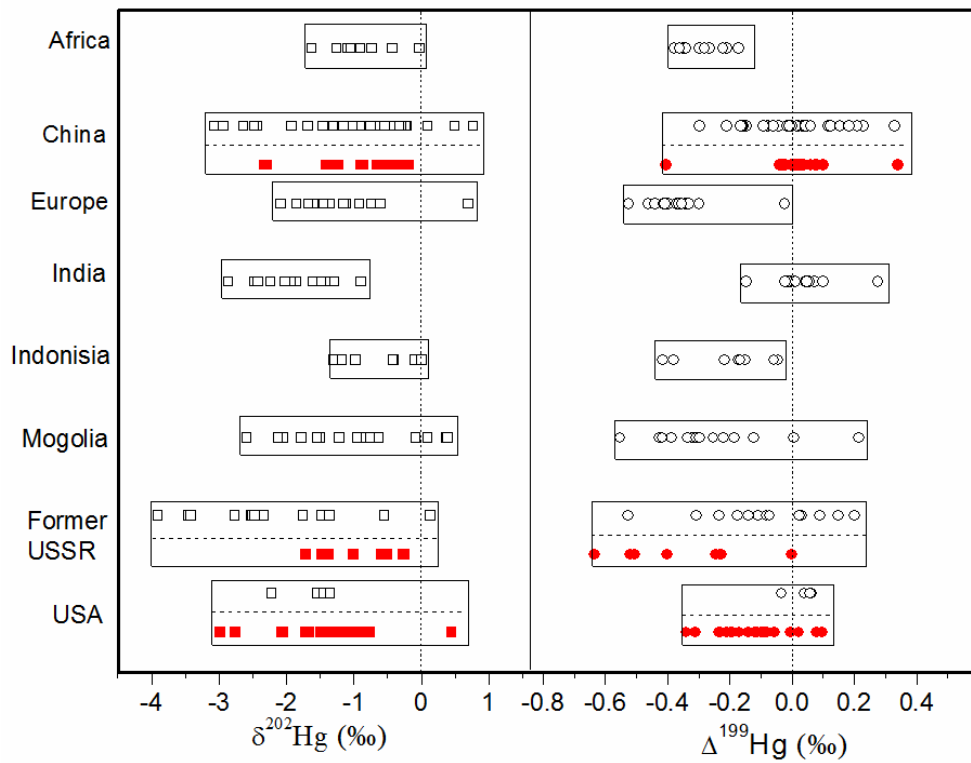 Africa
China
Europe
India
Indonisia
Mogolia
Former
USSR
USA
-4 -3 -2 -1 0 1 -0.8 -0.6 -0.4 -0.2 0.0 0.2 0.4
δ²⁰²Hg (‰) Δ¹⁹⁹Hg (‰)